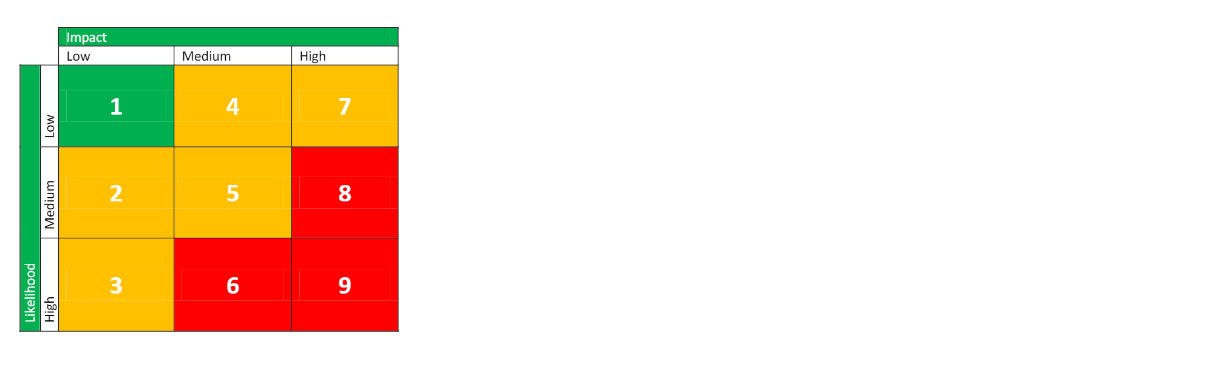 Impact
Low Medium High
Likelihood
Low 1 4 7
Medium 2 5 8
High 3 6 9